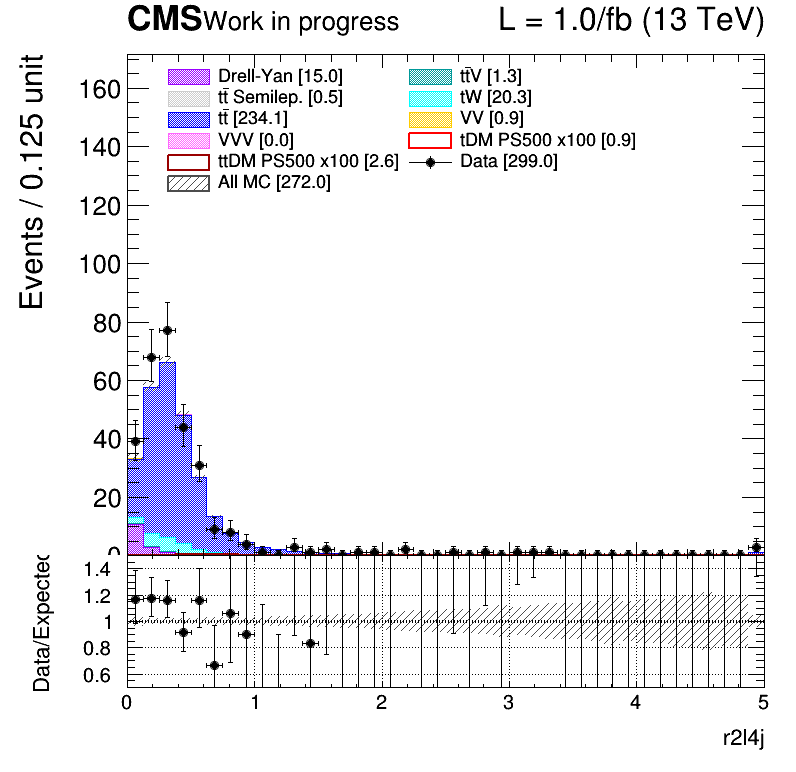 CMS Work in progress L = 1.0/fb (13 TeV)
Events / 0.125 unit
Drell-Yan [15.0] tt̄V [1.3]
tt̄ Semilep. [0.5] tW [20.3]
tt̄ [234.1] VV [0.9]
VVV [0.0] tDM PS500 x100 [0.9]
ttDM PS500 x100 [2.6] Data [299.0]
All MC [272.0]
160
140
120
100
80
60
40
20
0
Data/Expected
1.4
1.2
1
0.8
0.6
0 1 2 3 4 5
r2l4j